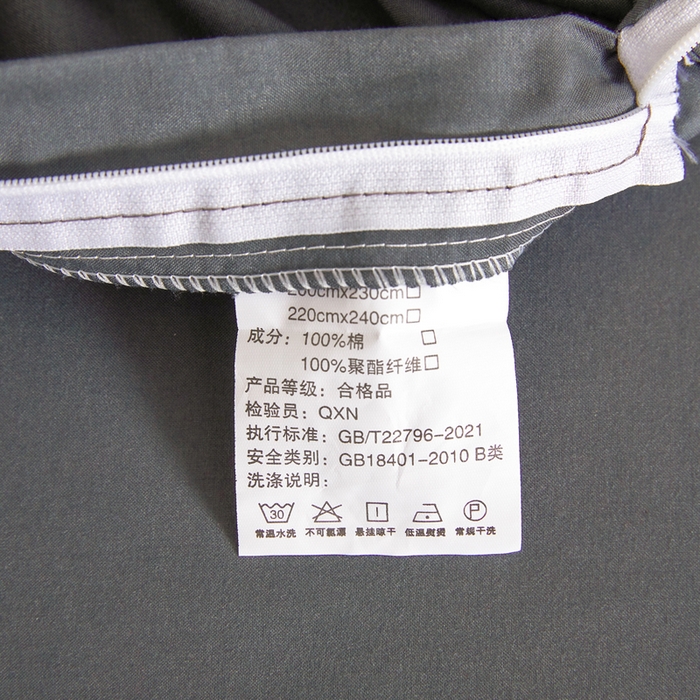 200cmx230cm□
220cmx240cm□
成分：100%棉 □
100%聚酯纤维□
产品等级：合格品
检验员：QXN
执行标准：GB/T22796-2021
安全类别：GB18401-2010 B类
洗涤说明：
30 P
常温水洗 不可氯漂 悬挂晾干 低温熨烫 常规干洗